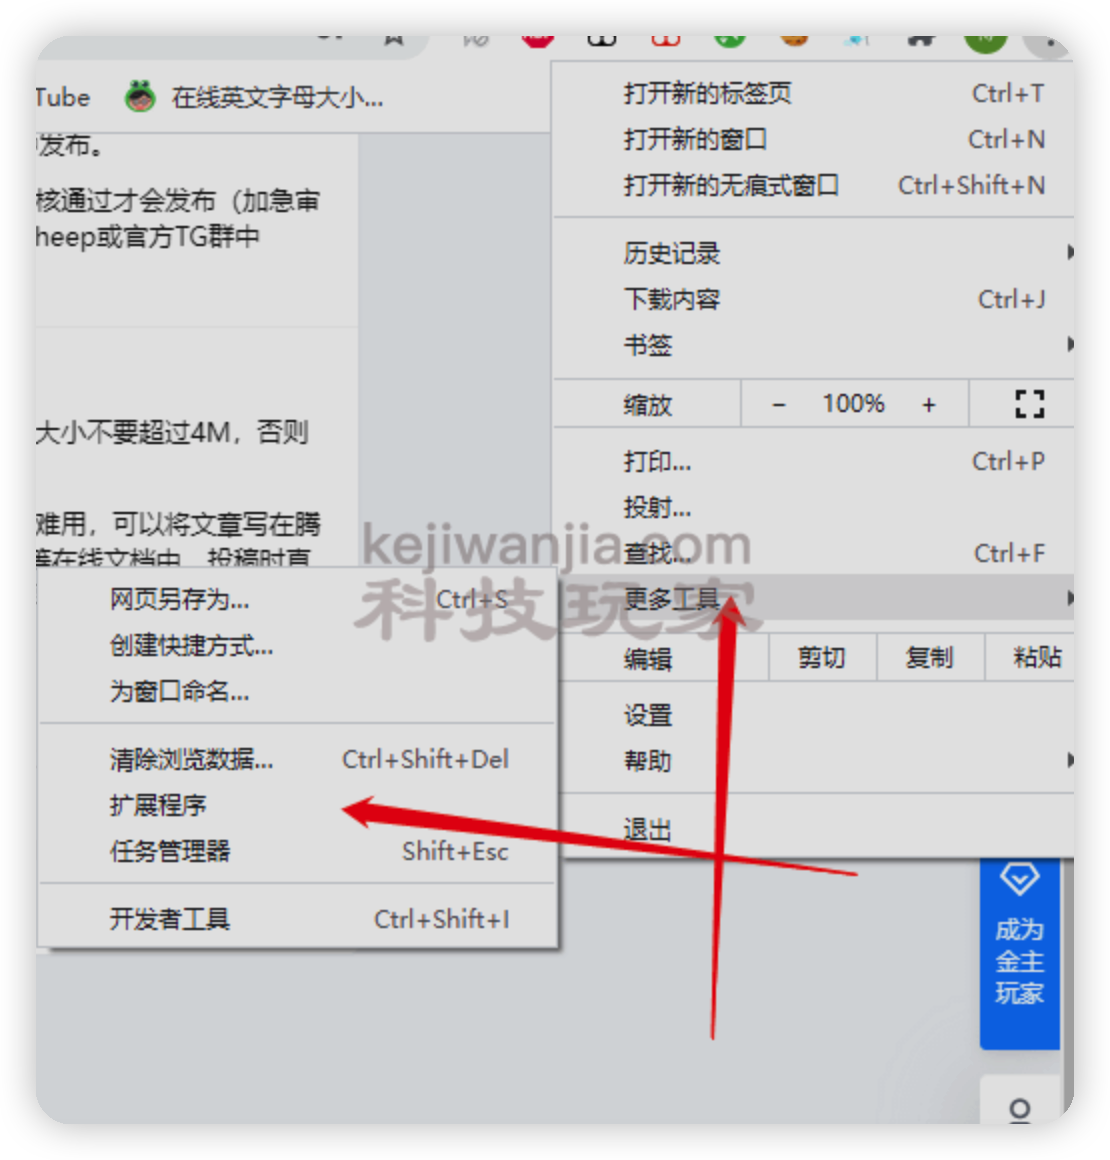 Tube
在线英文字母大小...
发布。
核通过才会发布（加急审
heep或官方TG群中
大小不要超过4M，否则
难用，可以将文章写在腾
等在线文档中，投稿时直
打开新的标签页 Ctrl+T
打开新的窗口 Ctrl+N
打开新的无痕式窗口 Ctrl+Shift+N
历史记录
下载内容 Ctrl+J
书签
缩放 − 100% +
打印... Ctrl+P
投射...
查找... Ctrl+F
更多工具
编辑 剪切 复制 粘贴
设置
帮助
退出
kejiwanjia.com
科技玩家
网页另存为... Ctrl+S
创建快捷方式...
为窗口命名...
清除浏览数据... Ctrl+Shift+Del
扩展程序
任务管理器 Shift+Esc
开发者工具 Ctrl+Shift+I
成为
金主
玩家